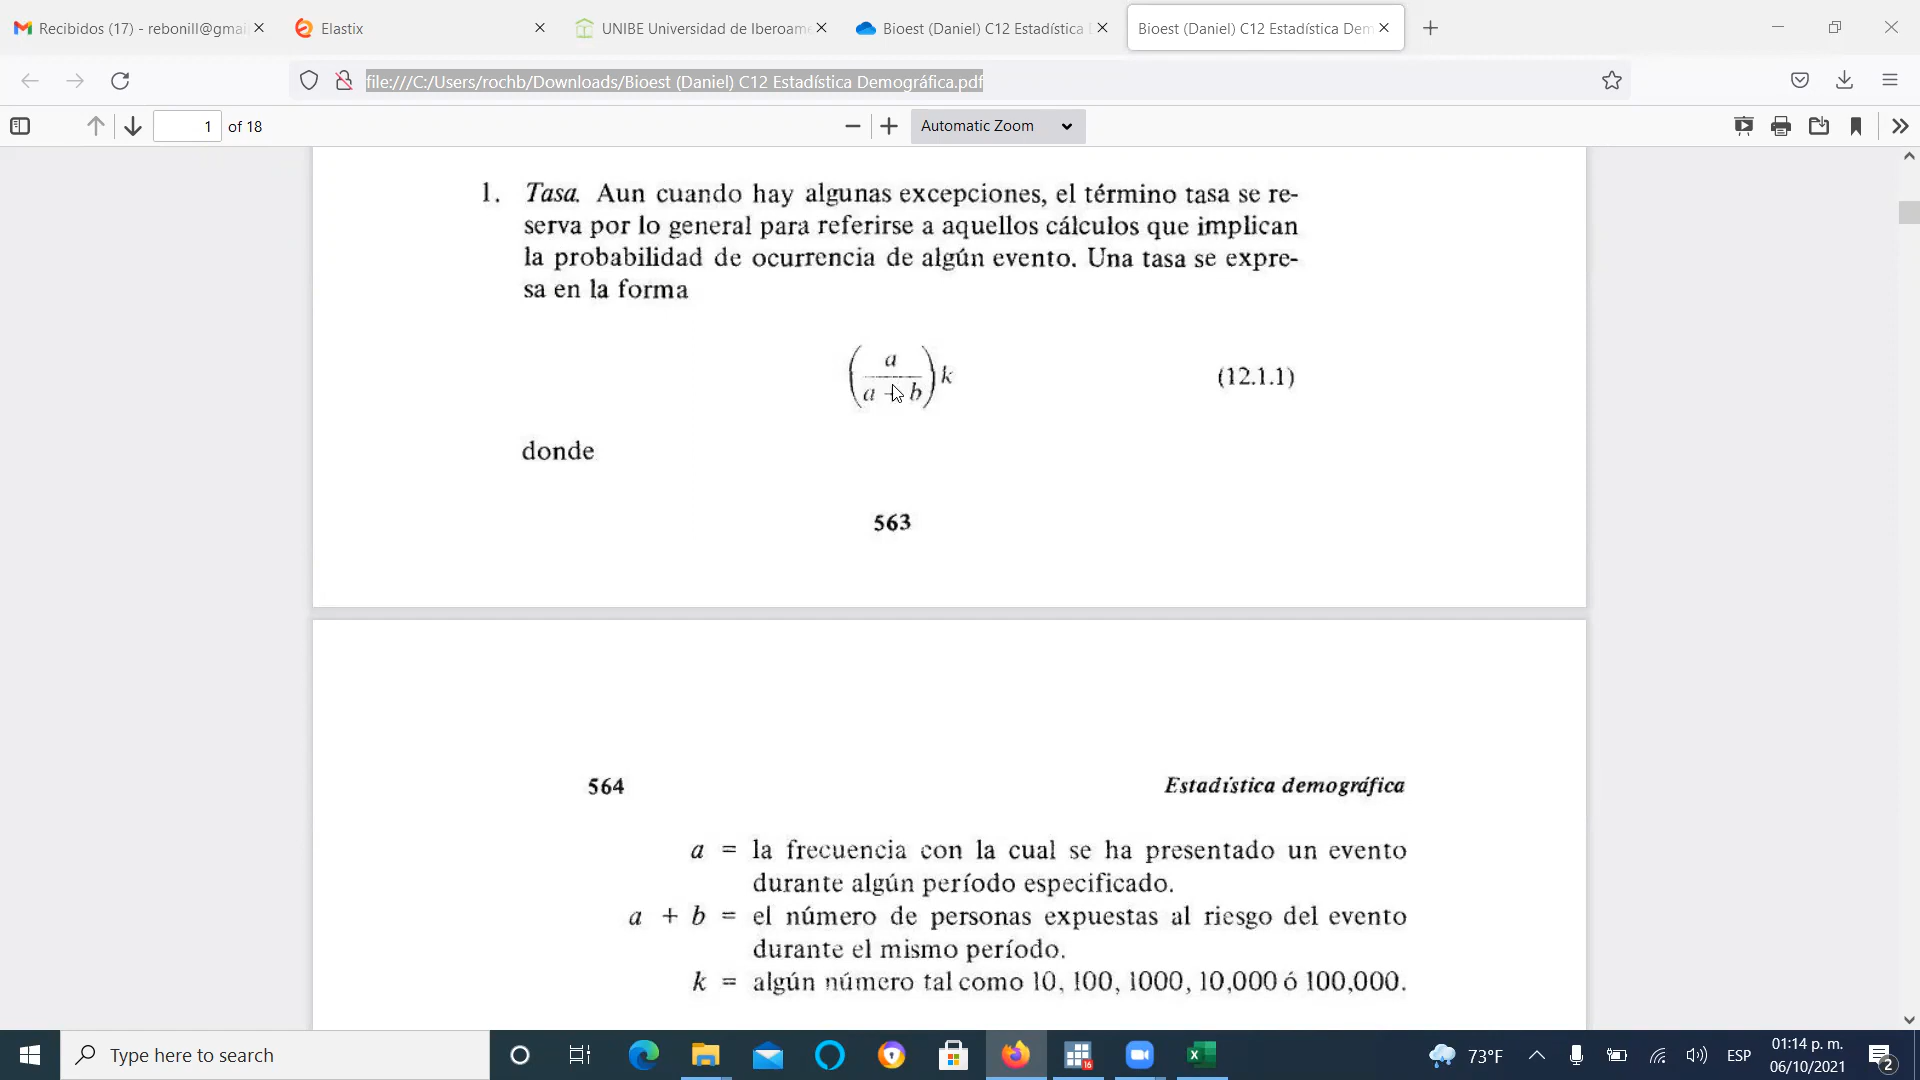 Recibidos (17) - rebonill@gmai
Elastix
UNIBE Universidad de Iberoame
Bioest (Daniel) C12 Estadística D
Bioest (Daniel) C12 Estadística Dem
file:///C:/Users/rochb/Downloads/Bioest (Daniel) C12 Estadística Demográfica.pdf
1 of 18
Automatic Zoom
1. Tasa. Aun cuando hay algunas excepciones, el término tasa se re-
serva por lo general para referirse a aquellos cálculos que implican
la probabilidad de ocurrencia de algún evento. Una tasa se expre-
sa en la forma
(a / a + b) k (12.1.1)
donde
563
564 Estadística demográfica
a = la frecuencia con la cual se ha presentado un evento
durante algún período especificado.
a + b = el número de personas expuestas al riesgo del evento
durante el mismo período.
k = algún número tal como 10, 100, 1000, 10,000 ó 100,000.
Type here to search
16
73°F
ESP
01:14 p. m.
06/10/2021
2